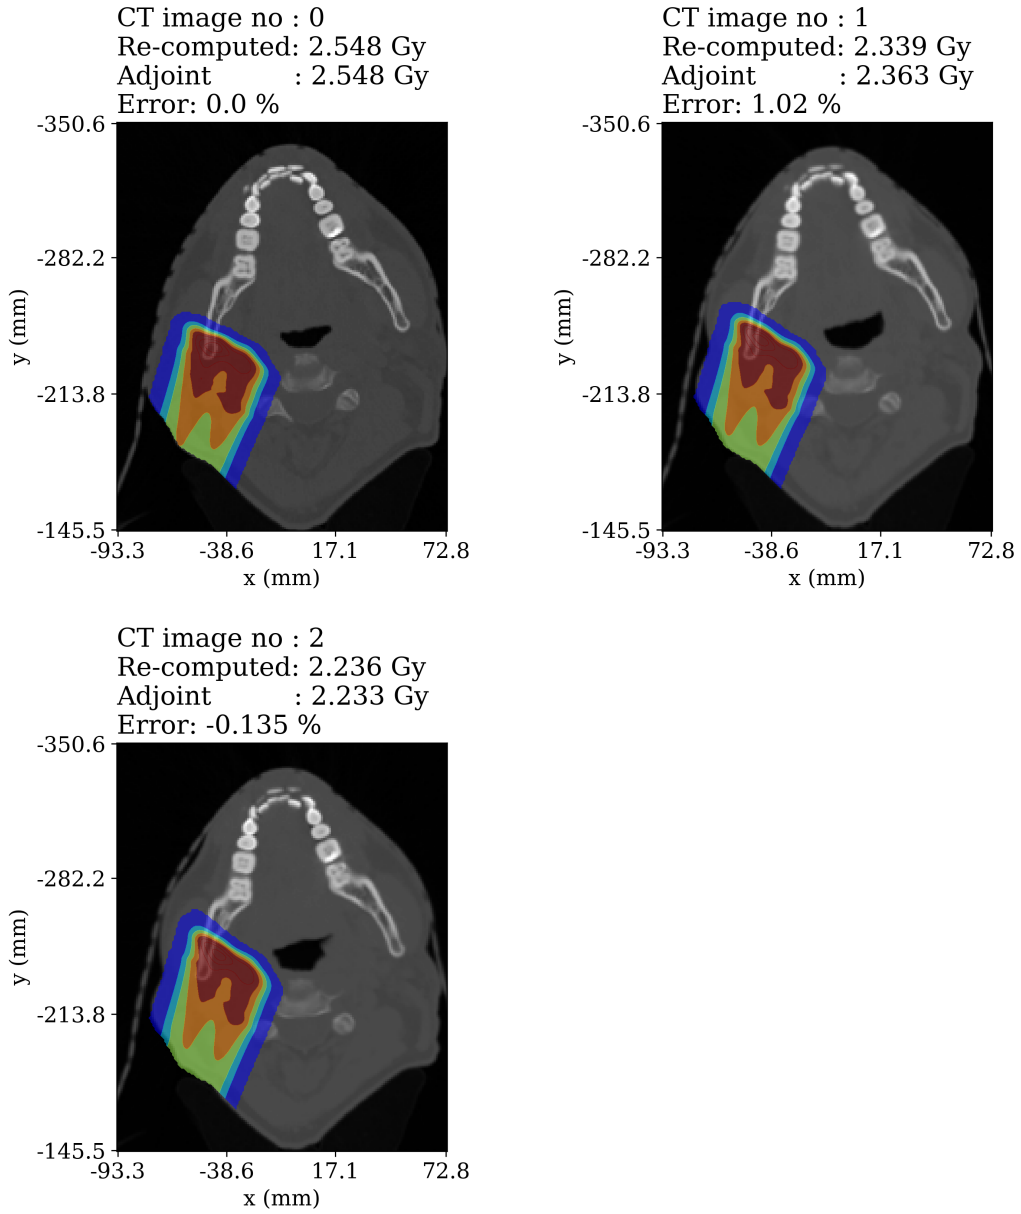 CT image no : 0
Re-computed: 2.548 Gy
Adjoint : 2.548 Gy
Error: 0.0 %
-350.6
-282.2
-213.8
-145.5
y (mm)
-93.3 -38.6 17.1 72.8
x (mm)
CT image no : 1
Re-computed: 2.339 Gy
Adjoint : 2.363 Gy
Error: 1.02 %
-350.6
-282.2
-213.8
-145.5
y (mm)
-93.3 -38.6 17.1 72.8
x (mm)
CT image no : 2
Re-computed: 2.236 Gy
Adjoint : 2.233 Gy
Error: -0.135 %
-350.6
-282.2
-213.8
-145.5
y (mm)
-93.3 -38.6 17.1 72.8
x (mm)